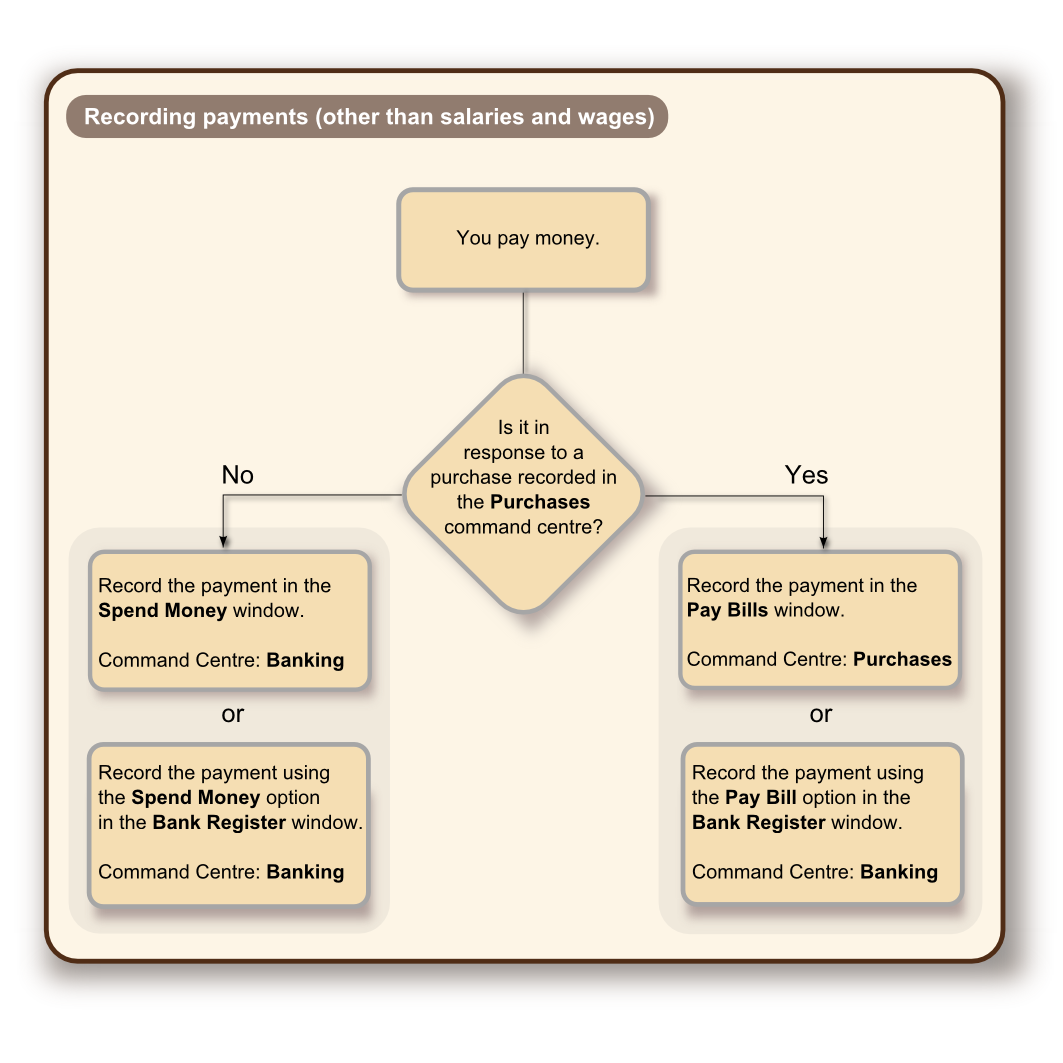 Recording payments (other than salaries and wages)
You pay money.
Is it in
response to a
purchase recorded in
the Purchases
command centre?
No
Yes
Record the payment in the
Spend Money window.
Command Centre: Banking
or
Record the payment using
the Spend Money option
in the Bank Register window.
Command Centre: Banking
Record the payment in the
Pay Bills window.
Command Centre: Purchases
or
Record the payment using
the Pay Bill option in the
Bank Register window.
Command Centre: Banking